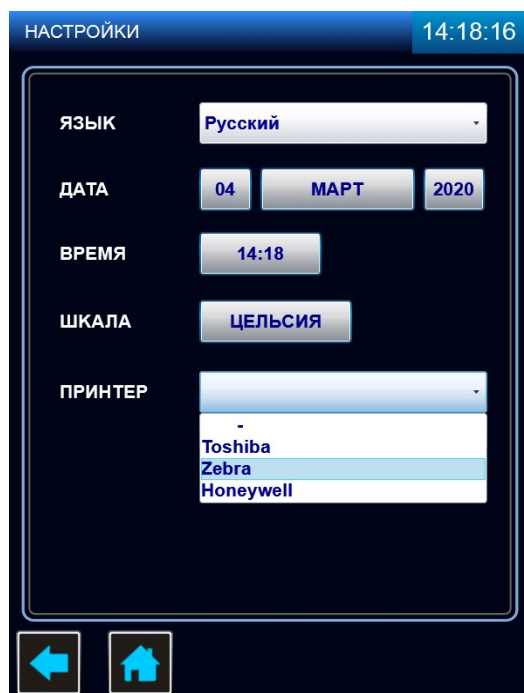 НАСТРОЙКИ 14:18:16
ЯЗЫК Русский
ДАТА 04 МАРТ 2020
ВРЕМЯ 14:18
ШКАЛА ЦЕЛЬСИЯ
ПРИНТЕР
-
Toshiba
Zebra
Honeywell